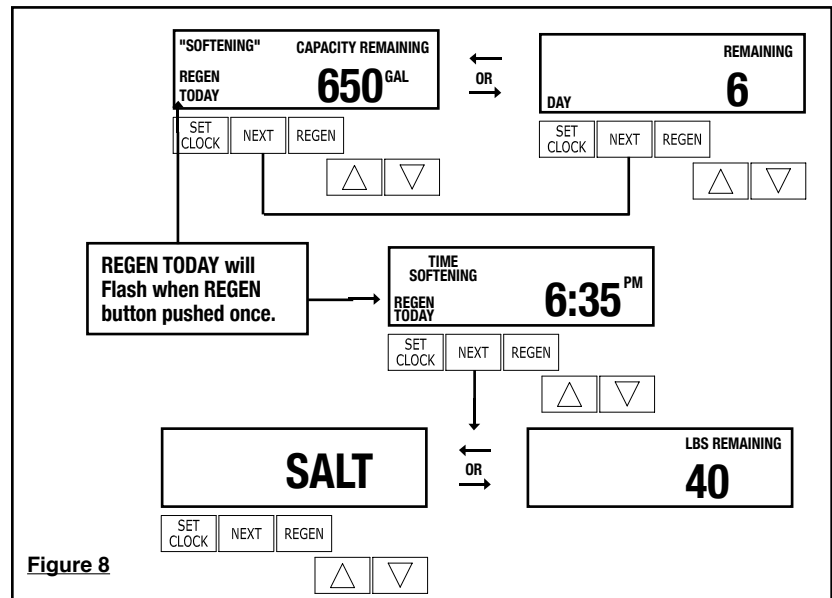 "SOFTENING" CAPACITY REMAINING
REGEN
TODAY
650 GAL
SET
CLOCK
NEXT
REGEN
OR
REMAINING
DAY
6
SET
CLOCK
NEXT
REGEN
REGEN TODAY will
Flash when REGEN
button pushed once.
TIME
SOFTENING
REGEN
TODAY
6:35 PM
SET
CLOCK
NEXT
REGEN
SALT
OR
LBS REMAINING
40
SET
CLOCK
NEXT
REGEN
Figure 8